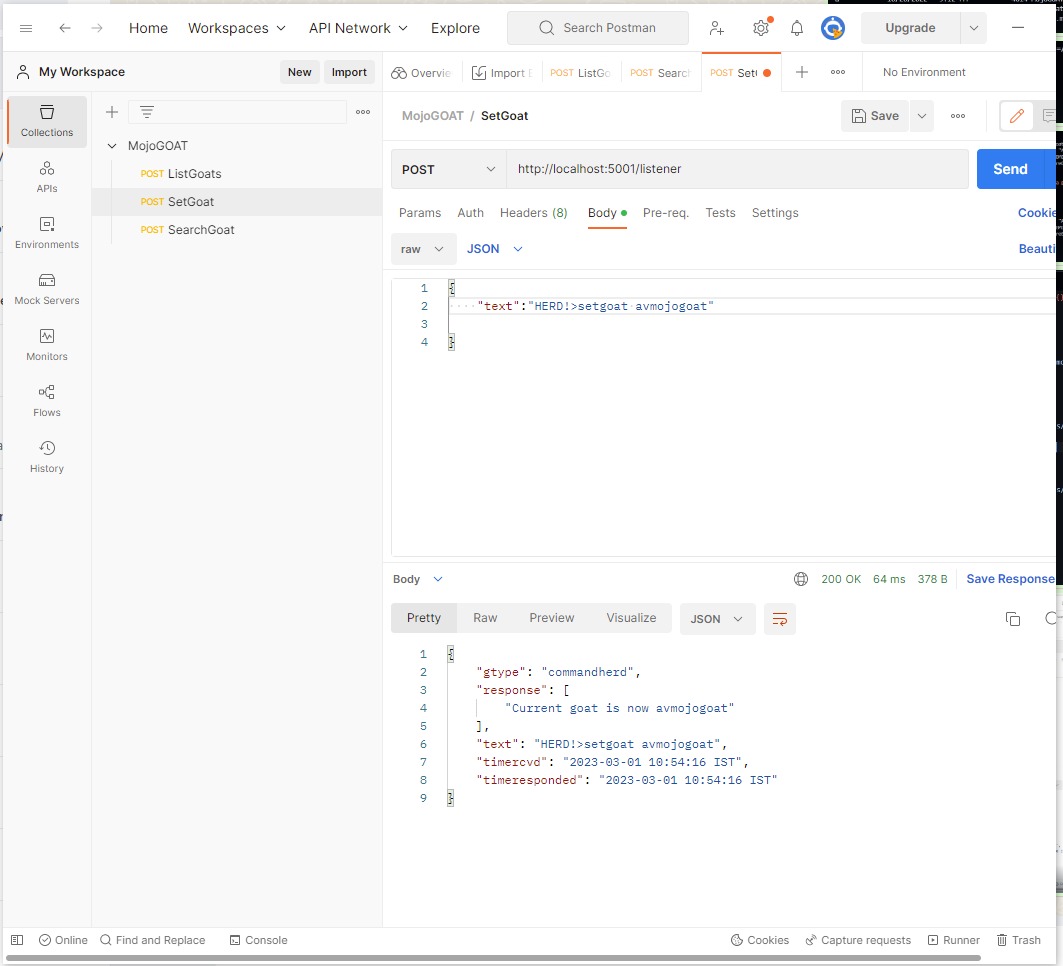 Home Workspaces API Network Explore Search Postman Upgrade
My Workspace New Import Overvie Import POST ListGo POST Search POST Set No Environment
Collections
APIs
Environments
Mock Servers
Monitors
Flows
History
MojoGOAT
POST ListGoats
POST SetGoat
POST SearchGoat
MojoGOAT / SetGoat Save
POST http://localhost:5001/listener Send
Params Auth Headers (8) Body Pre-req. Tests Settings Cookie
raw JSON Beauti
1 {
2 "text":"HERD!>setgoat avmojogoat"
3
4 }
Body 200 OK 64 ms 378 B Save Response
Pretty Raw Preview Visualize JSON
1 {
2 "gtype": "commandherd",
3 "response": [
4 "Current goat is now avmojogoat"
5 ],
6 "text": "HERD!>setgoat avmojogoat",
7 "timercvd": "2023-03-01 10:54:16 IST",
8 "timeresponded": "2023-03-01 10:54:16 IST"
9 }
Online Find and Replace Console Cookies Capture requests Runner Trash